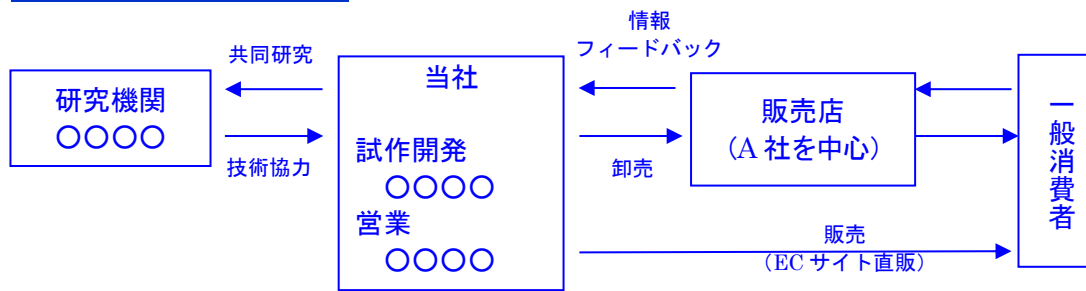 共同研究
研究機関
○○○○
技術協力
当社
試作開発
○○○○
営業
○○○○
情報
フィードバック
卸売
販売店
(A 社を中心)
販売
（EC サイト直販）
一般消費者